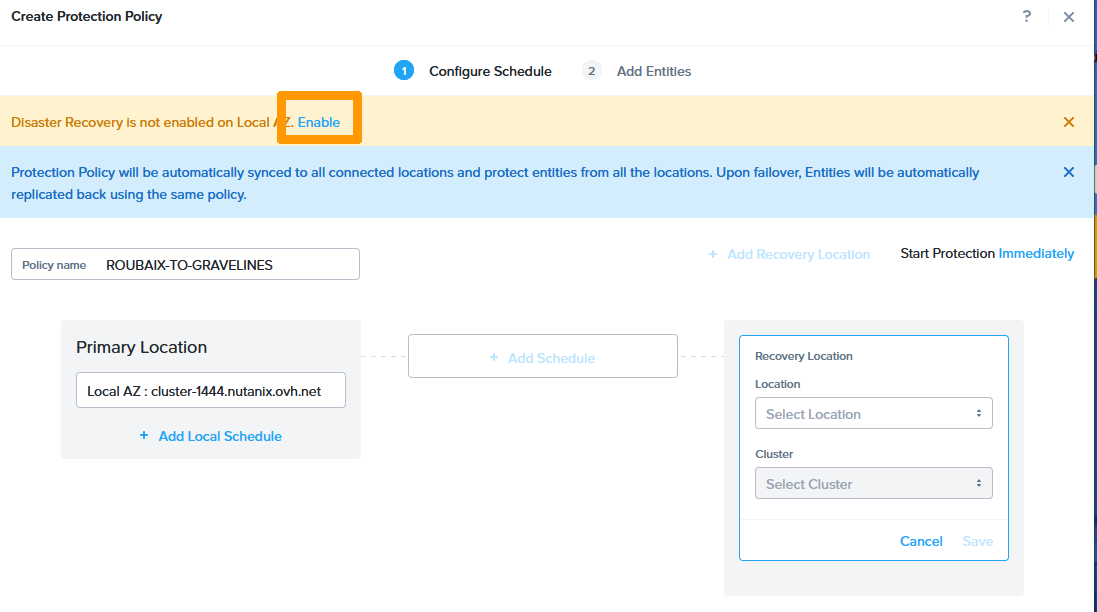 Create Protection Policy
?
1 Configure Schedule 2 Add Entities
Disaster Recovery is not enabled on Local AZ. Enable
Protection Policy will be automatically synced to all connected locations and protect entities from all the locations. Upon failover, Entities will be automatically
replicated back using the same policy.
Policy name ROUBAIX-TO-GRAVELINES
+ Add Recovery Location Start Protection Immediately
Primary Location
Local AZ : cluster-1444.nutanix.ovh.net
+ Add Local Schedule
+ Add Schedule
Recovery Location
Location
Select Location
Cluster
Select Cluster
Cancel Save